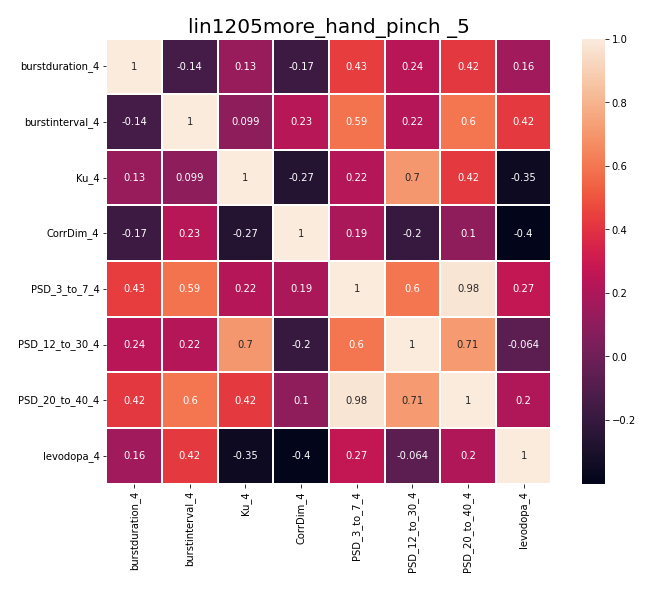 lin1205more_hand_pinch _5
burstduration_4 1 -0.14 0.13 -0.17 0.43 0.24 0.42 0.16
burstinterval_4 -0.14 1 0.099 0.23 0.59 0.22 0.6 0.42
Ku_4 0.13 0.099 1 -0.27 0.22 0.7 0.42 -0.35
CorrDim_4 -0.17 0.23 -0.27 1 0.19 -0.2 0.1 -0.4
PSD_3_to_7_4 0.43 0.59 0.22 0.19 1 0.6 0.98 0.27
PSD_12_to_30_4 0.24 0.22 0.7 -0.2 0.6 1 0.71 -0.064
PSD_20_to_40_4 0.42 0.6 0.42 0.1 0.98 0.71 1 0.2
levodopa_4 0.16 0.42 -0.35 -0.4 0.27 -0.064 0.2 1
burstduration_4
burstinterval_4
Ku_4
CorrDim_4
PSD_3_to_7_4
PSD_12_to_30_4
PSD_20_to_40_4
levodopa_4
1.0
0.8
0.6
0.4
0.2
0.0
−0.2